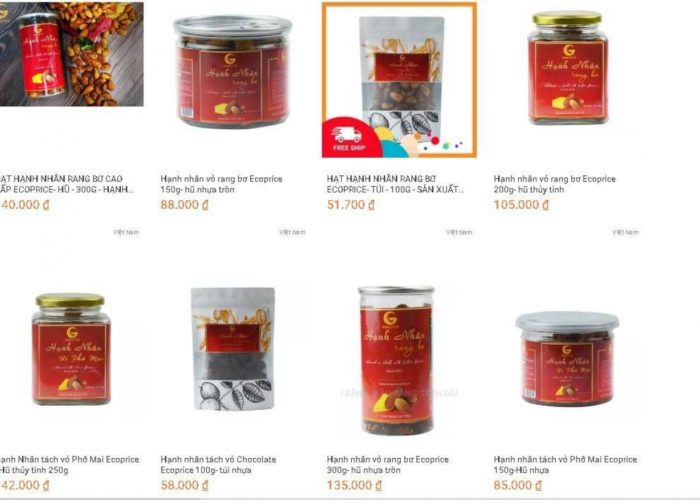 Hạnh Nhân
rang bơ
Hạnh Nhân
FREE SHIP
Hạnh Nhân
rang bơ
ẠT HẠNH NHÂN RANG BƠ CAO
ẤP ECOPRICE- HŨ - 300G - HẠNH...
40.000 ₫
Việt Nam
Hạnh nhân vỏ rang bơ Ecoprice
150g- hũ nhựa tròn
88.000 ₫
Việt Nam
HẠT HẠNH NHÂN RANG BƠ
ECOPRICE- TÚI - 100G - SẢN XUẤT...
51.700 ₫
Việt Nam
Hạnh nhân vỏ rang bơ Ecoprice
200g- hũ thủy tinh
105.000 ₫
Việt Nam
Hạnh Nhân
Vị Phô Mai
Hạnh Nhân
rang bơ
Hạnh Nhân
Vị Phô Mai
ạnh Nhân tách vỏ Phô Mai Ecoprice
Hũ thủy tinh 250g
42.000 ₫
Hạnh nhân tách vỏ Chocolate
Ecoprice 100g- túi nhựa
58.000 ₫
Hạnh nhân vỏ rang bơ Ecoprice
300g- hũ nhựa tròn
135.000 ₫
Hạnh nhân tách vỏ Phô Mai Ecoprice
150g-Hũ nhựa
85.000 ₫